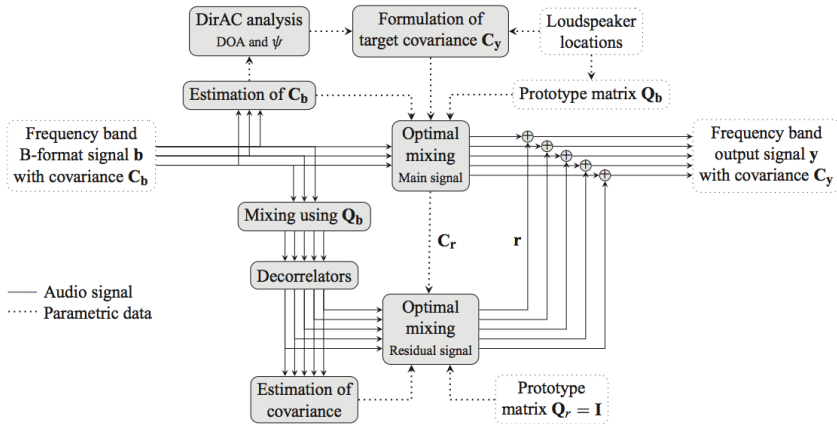 DirAC analysis
DOA and ψ
Formulation of
target covariance C_y
Loudspeaker
locations
Estimation of C_b
Prototype matrix Q_b
Frequency band
B-format signal b
with covariance C_b
Optimal
mixing
Main signal
Frequency band
output signal y
with covariance C_y
Mixing using Q_b
C_r
r
Decorrelators
Audio signal
Parametric data
Optimal
mixing
Residual signal
Estimation of
covariance
Prototype
matrix Q_r = I